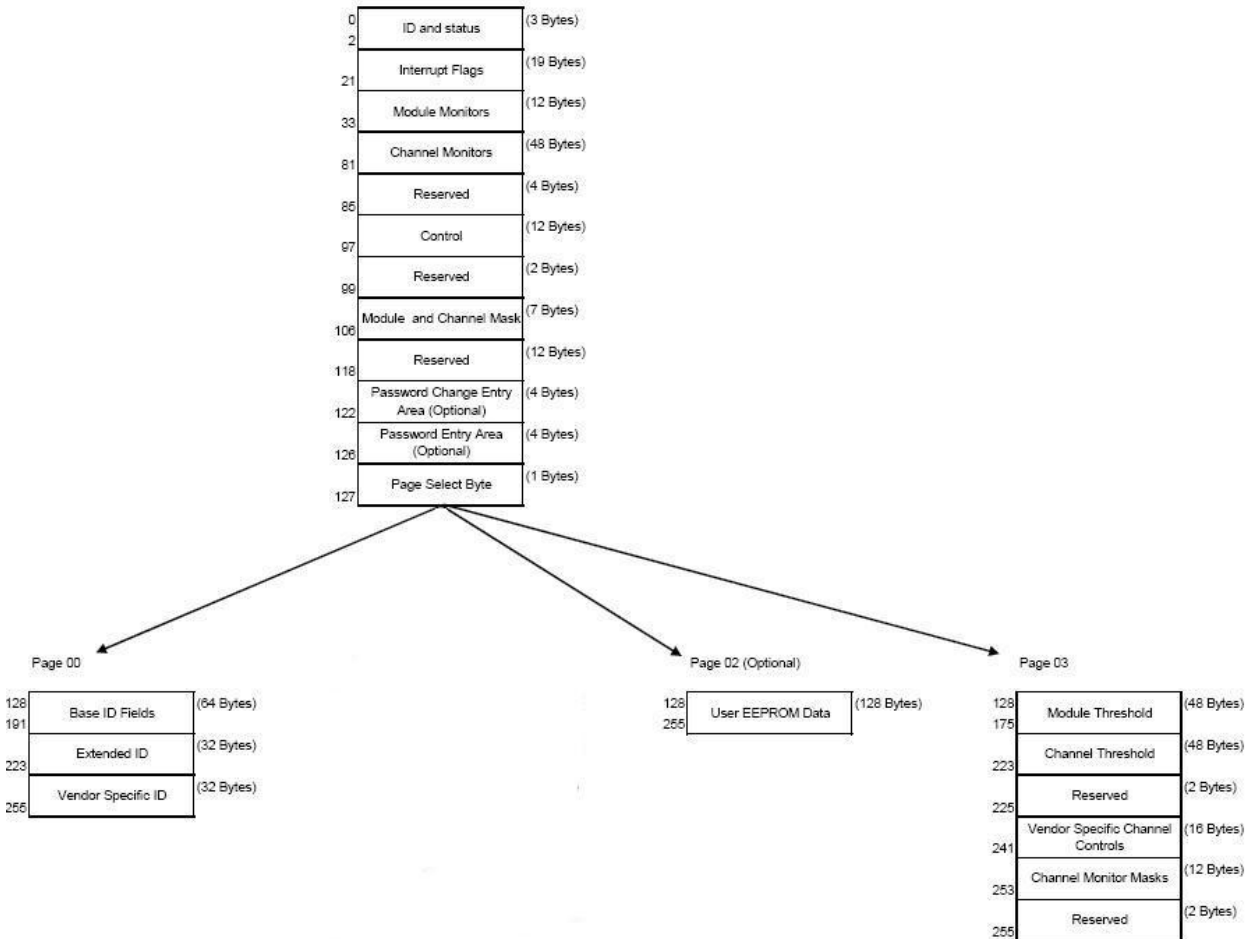 0
2
ID and status
(3 Bytes)
21
Interrupt Flags
(19 Bytes)
33
Module Monitors
(12 Bytes)
81
Channel Monitors
(48 Bytes)
85
Reserved
(4 Bytes)
97
Control
(12 Bytes)
99
Reserved
(2 Bytes)
106
Module and Channel Mask
(7 Bytes)
118
Reserved
(12 Bytes)
122
Password Change Entry
Area (Optional)
(4 Bytes)
126
Password Entry Area
(Optional)
(4 Bytes)
127
Page Select Byte
(1 Bytes)
Page 00
128
191
Base ID Fields
(64 Bytes)
223
Extended ID
(32 Bytes)
255
Vendor Specific ID
(32 Bytes)
Page 02 (Optional)
128
255
User EEPROM Data
(128 Bytes)
Page 03
128
175
Module Threshold
(48 Bytes)
223
Channel Threshold
(48 Bytes)
225
Reserved
(2 Bytes)
241
Vendor Specific Channel
Controls
(16 Bytes)
253
Channel Monitor Masks
(12 Bytes)
255
Reserved
(2 Bytes)